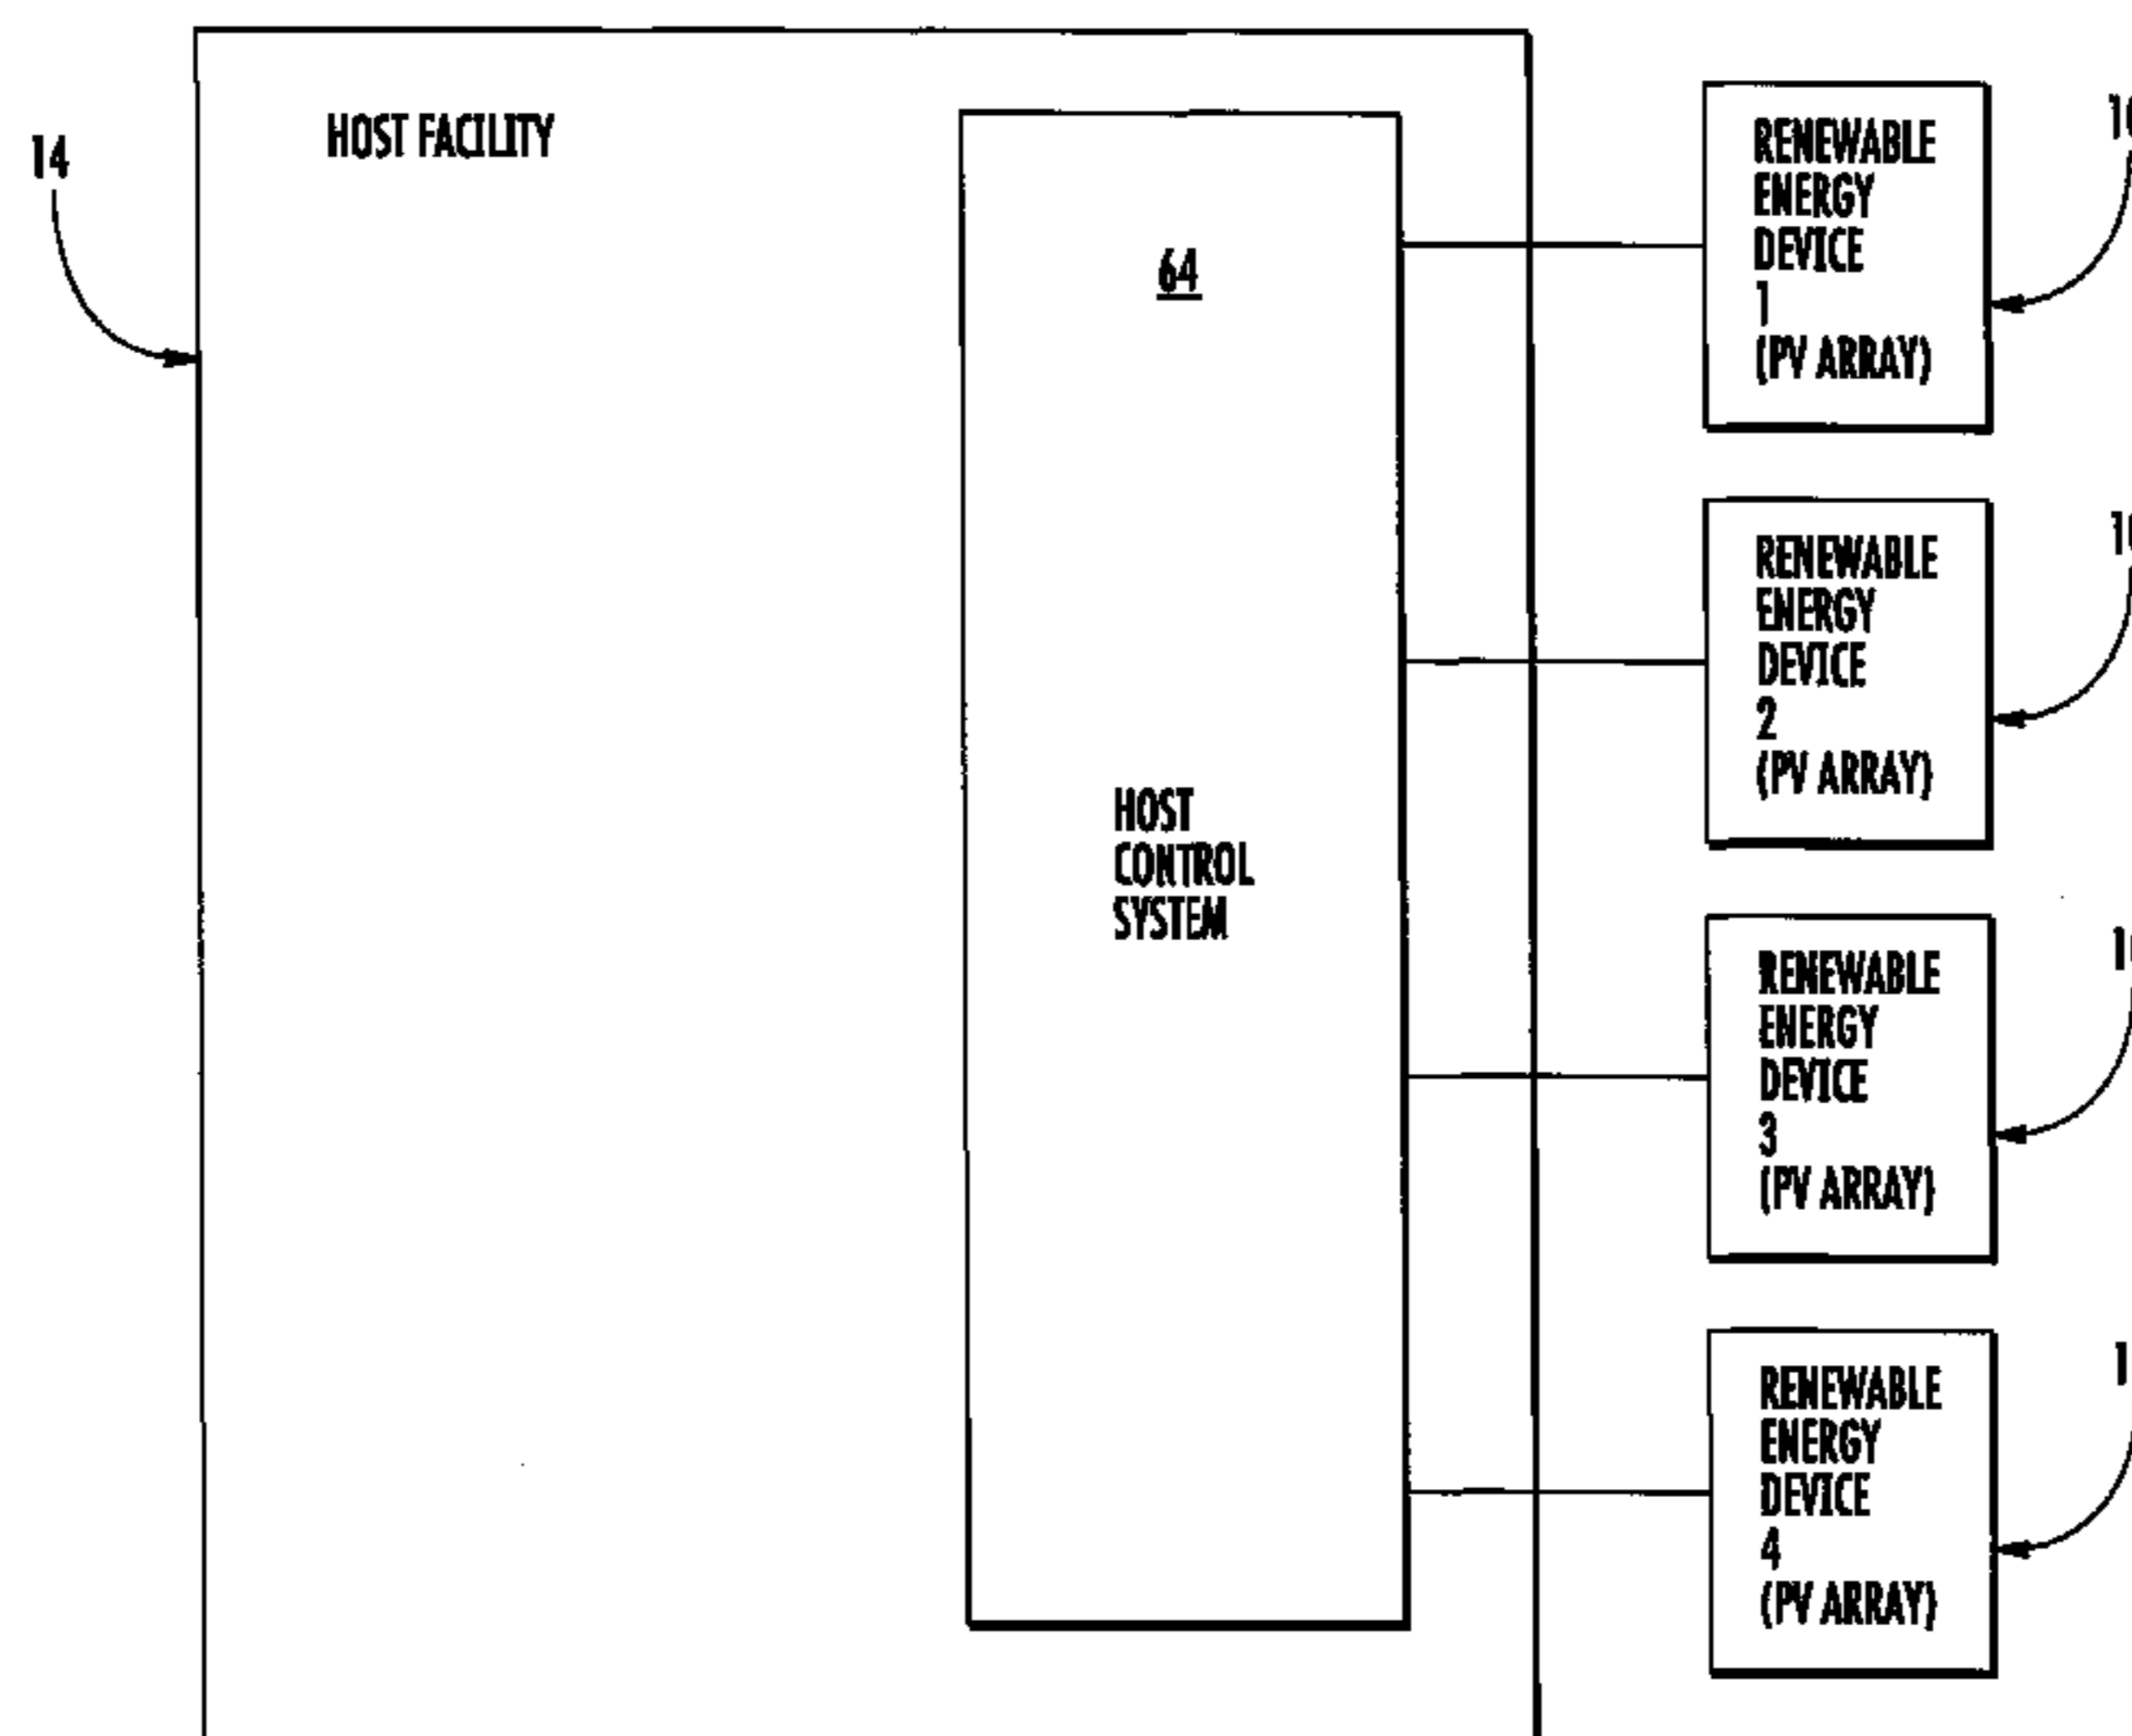 14
HOST FACILITY
64
HOST
CONTROL
SYSTEM
RENEWABLE
ENERGY
DEVICE
1
(PV ARRAY)
RENEWABLE
ENERGY
DEVICE
2
(PV ARRAY)
RENEWABLE
ENERGY
DEVICE
3
(PV ARRAY)
RENEWABLE
ENERGY
DEVICE
4
(PV ARRAY)